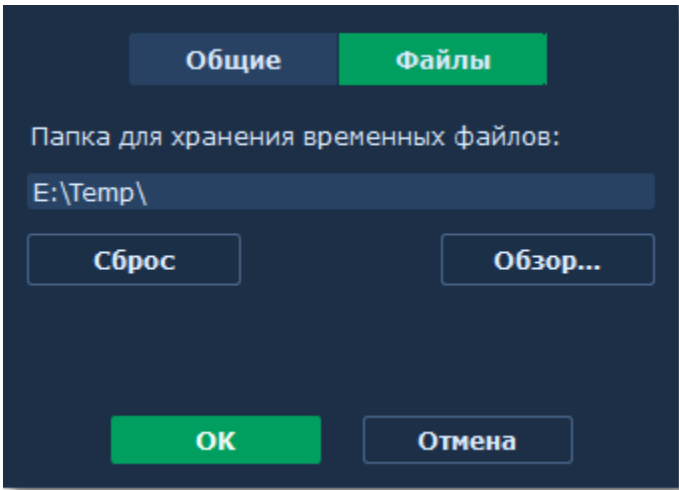 Общие Файлы
Папка для хранения временных файлов:
E:\Temp\
Сброс Обзор...
OK Отмена